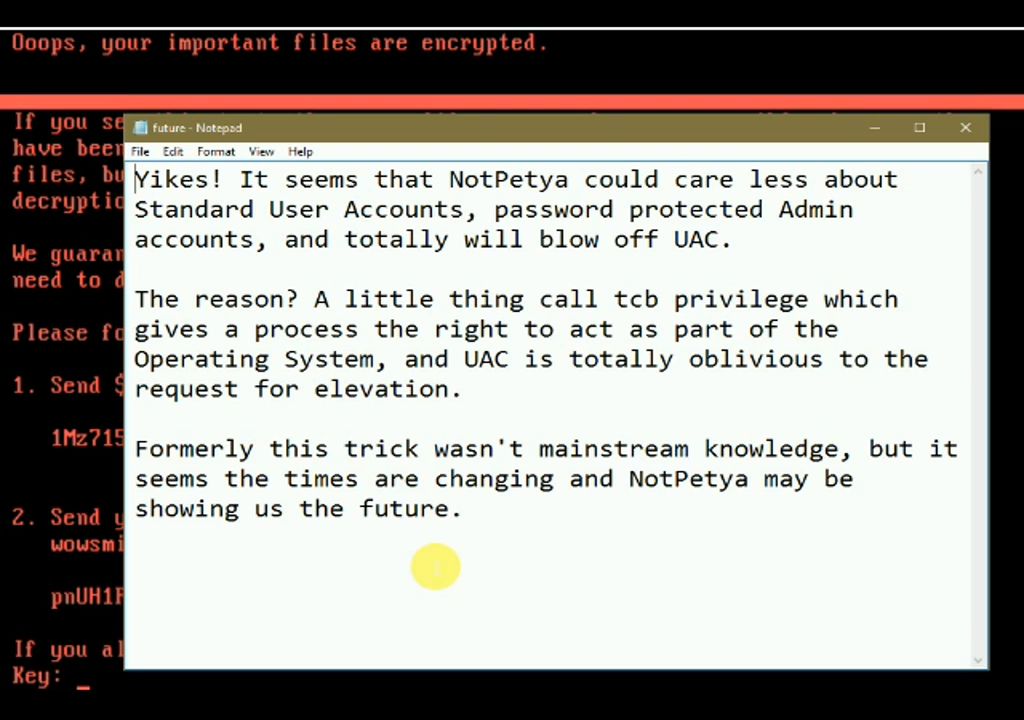 Ooops, your important files are encrypted.
If you
future - Notepad
File Edit Format View Help
have been
files,
We
need to
Please
1. Send $
1Mz715
2. Send
If you
Key:
Yikes! It seems that NotPetya could care less about
Standard User Accounts, password protected Admin
accounts, and totally will blow off UAC.
The reason? A little thing call tcb privilege which
gives a process the right to act as part of the
Operating System, and UAC is totally oblivious to the
request for elevation.
Formerly this trick wasn't mainstream knowledge, but it
seems the times are changing and NotPetya may be
showing us the future.